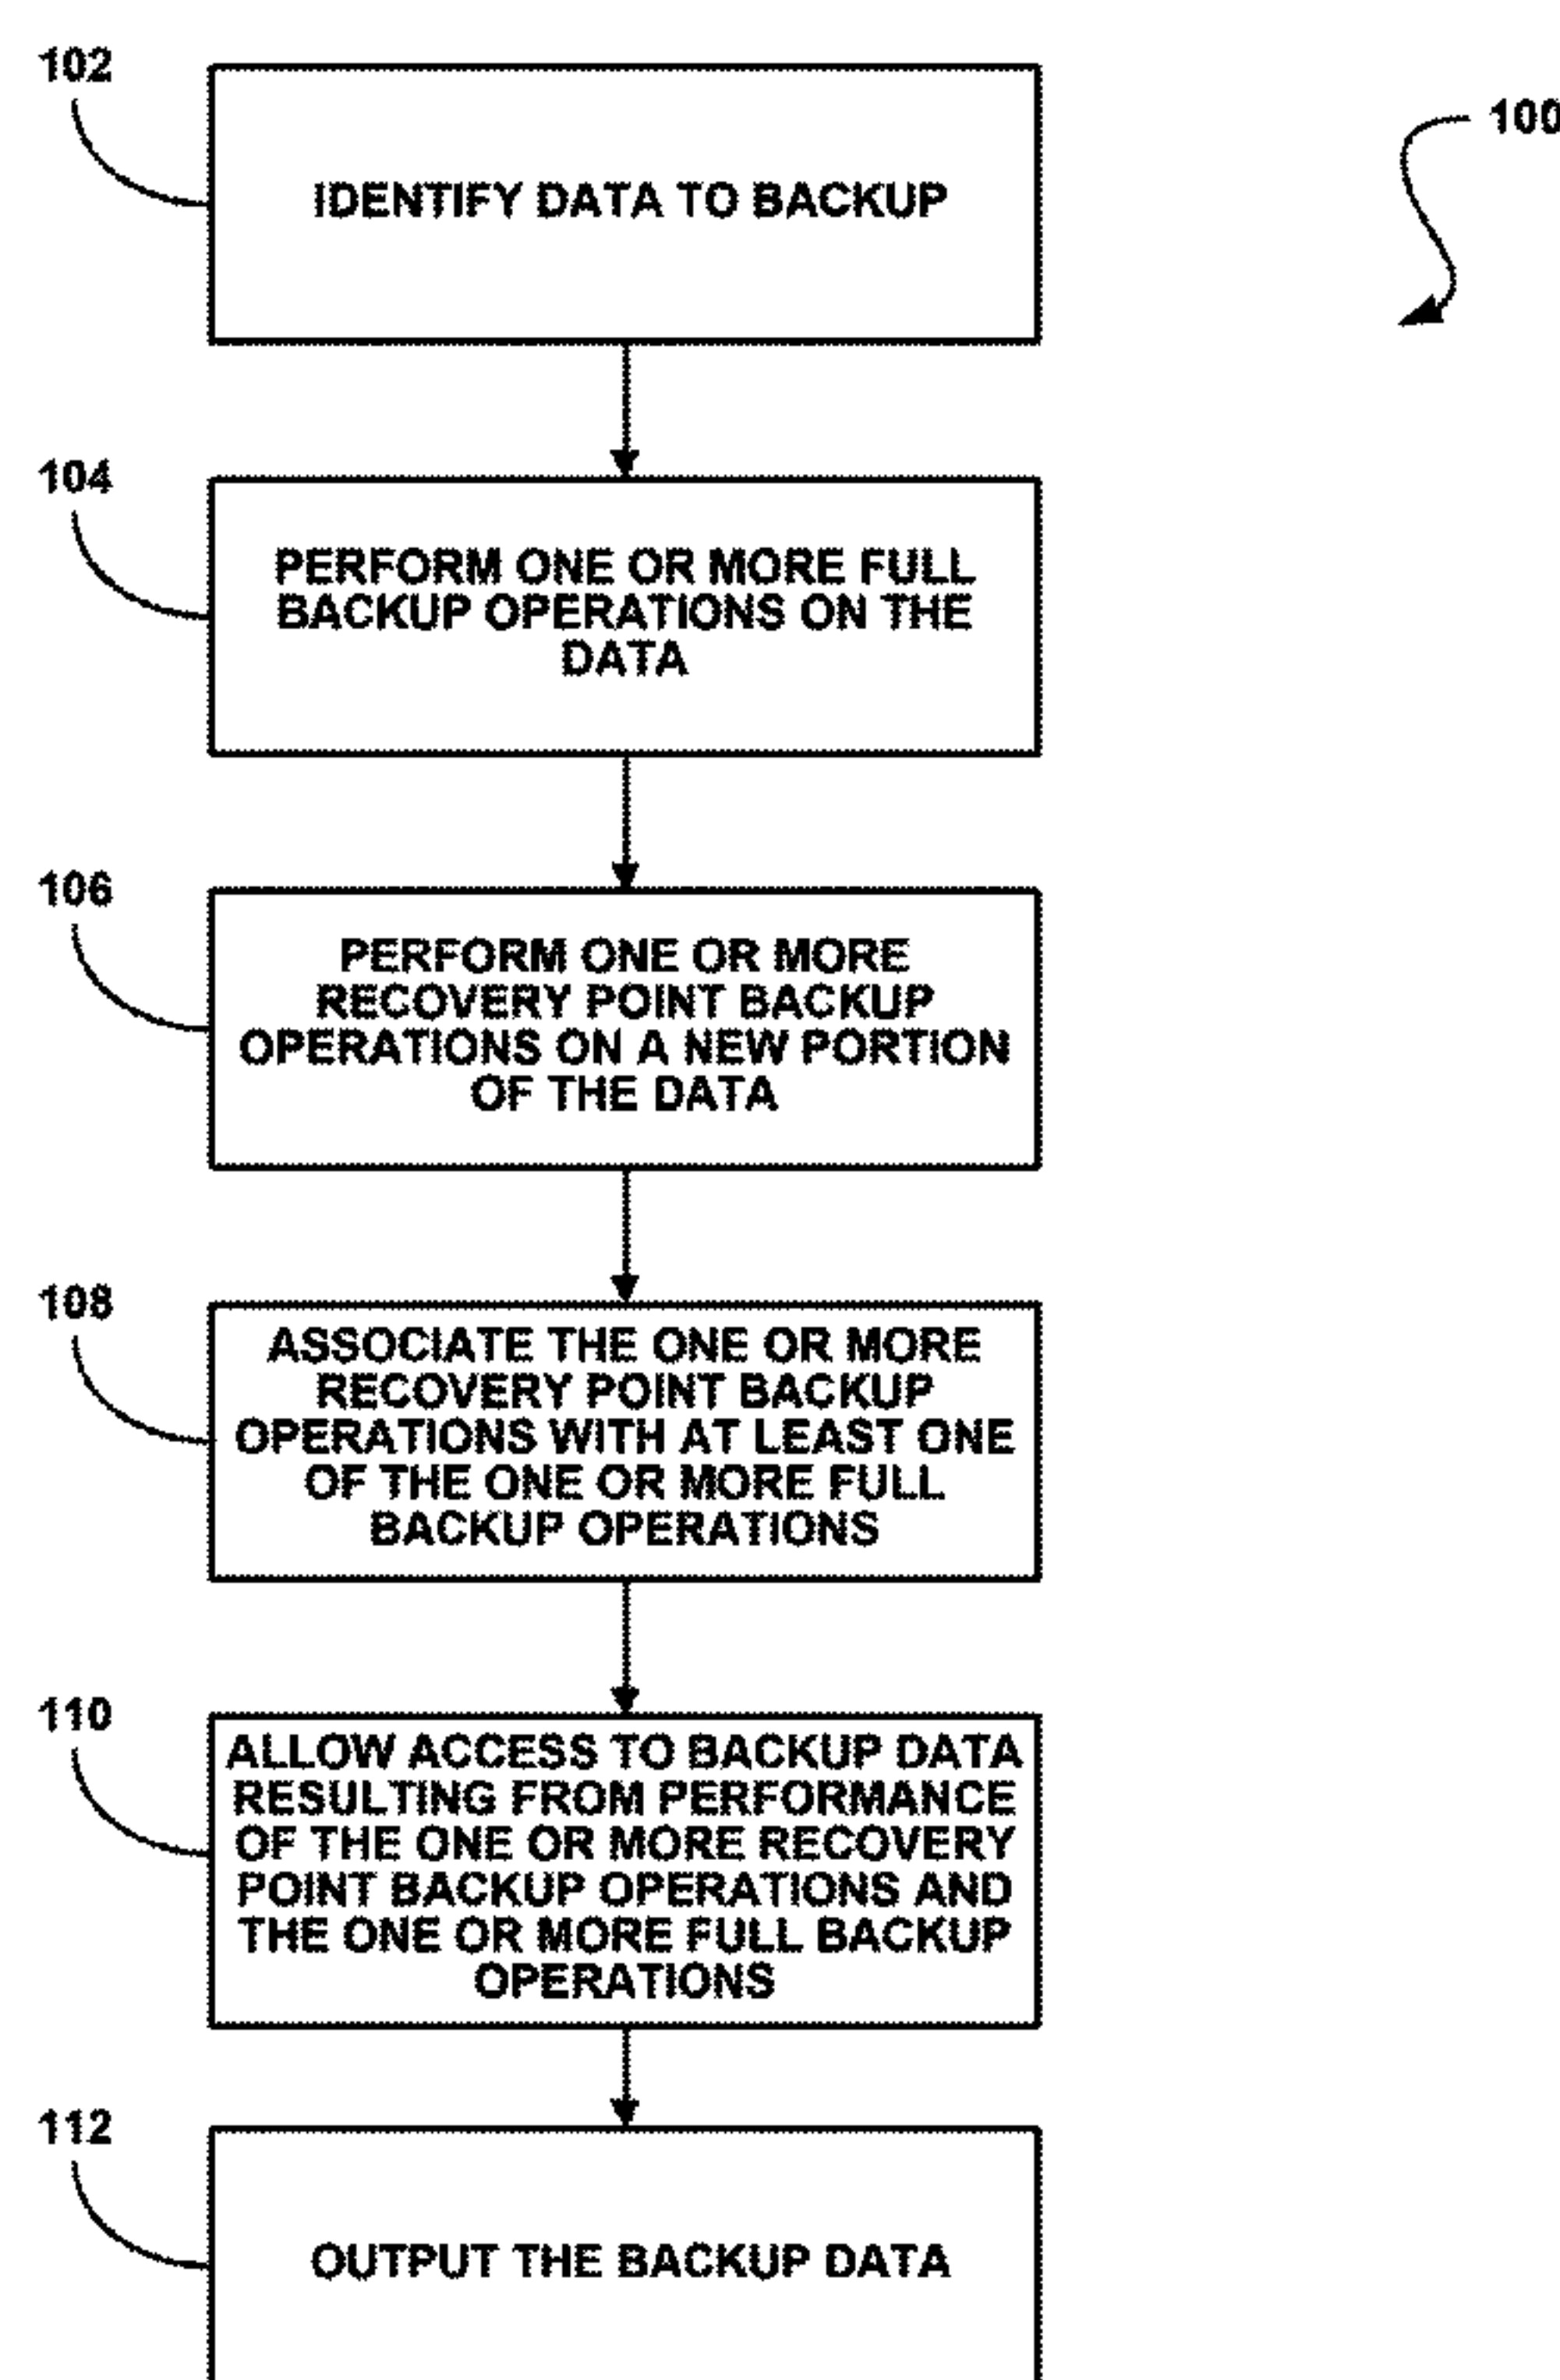 102
100
IDENTIFY DATA TO BACKUP
104
PERFORM ONE OR MORE FULL
BACKUP OPERATIONS ON THE
DATA
106
PERFORM ONE OR MORE
RECOVERY POINT BACKUP
OPERATIONS ON A NEW PORTION
OF THE DATA
108
ASSOCIATE THE ONE OR MORE
RECOVERY POINT BACKUP
OPERATIONS WITH AT LEAST ONE
OF THE ONE OR MORE FULL
BACKUP OPERATIONS
110
ALLOW ACCESS TO BACKUP DATA
RESULTING FROM PERFORMANCE
OF THE ONE OR MORE RECOVERY
POINT BACKUP OPERATIONS AND
THE ONE OR MORE FULL BACKUP
OPERATIONS
112
OUTPUT THE BACKUP DATA